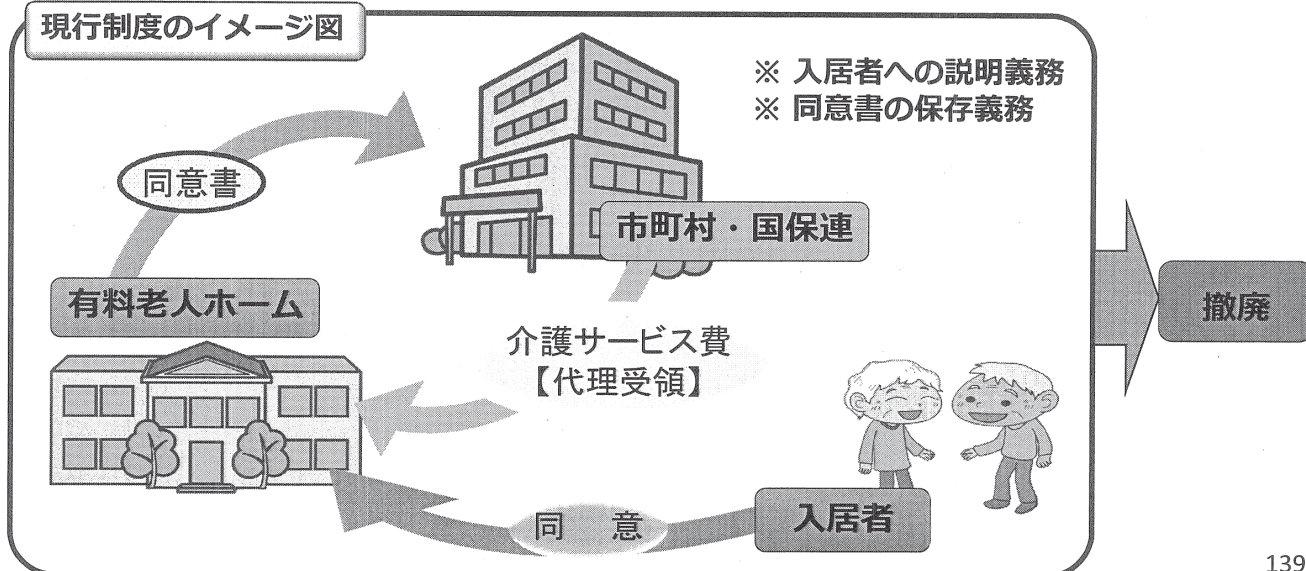 現行制度のイメージ図
※ 入居者への説明義務
※ 同意書の保存義務
同意書
市町村・国保連
有料老人ホーム
撤廃
介護サービス費
【代理受領】
入居者
同 意
139